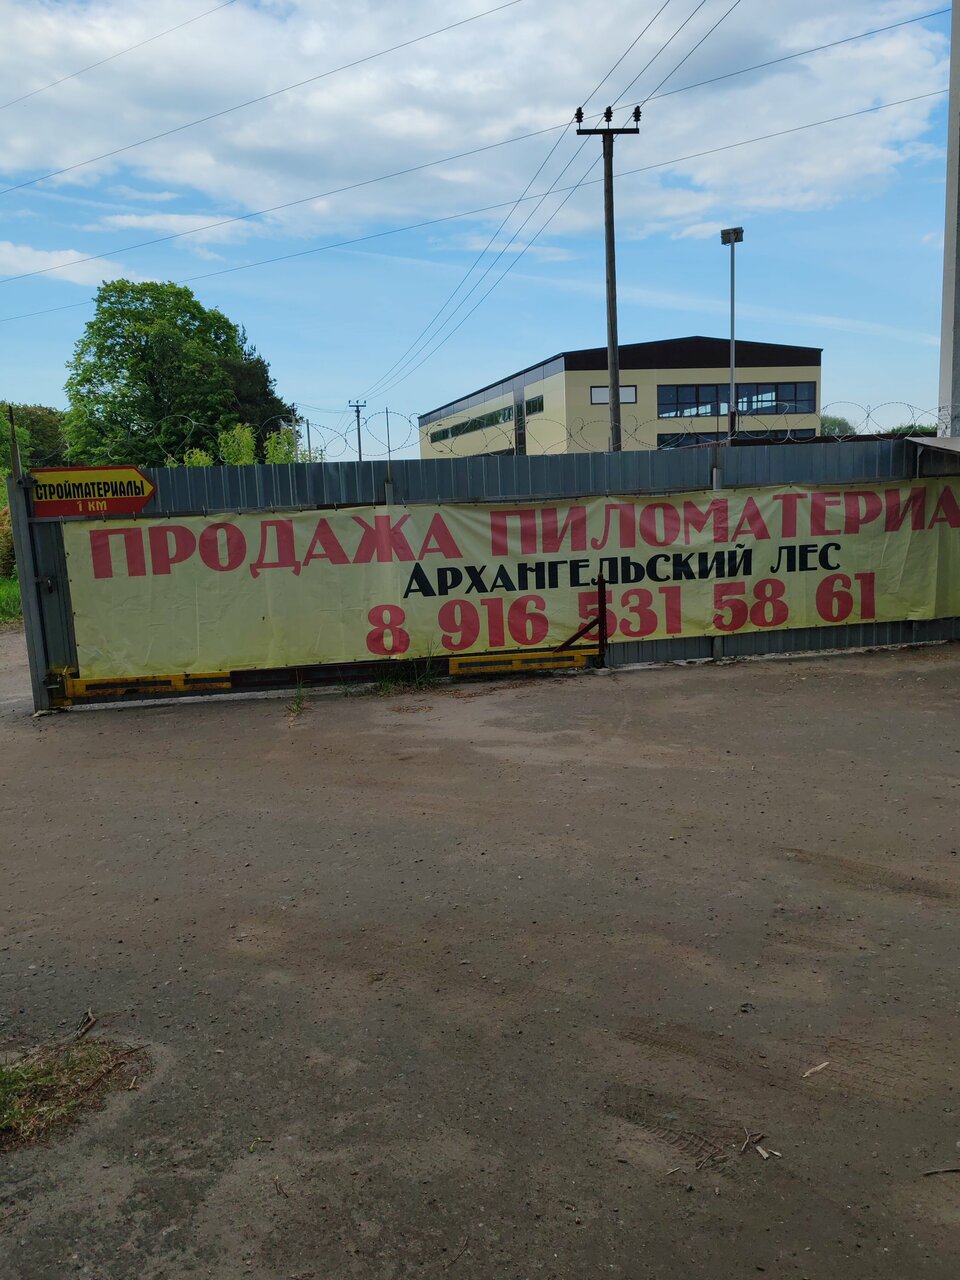 СТРОЙМАТЕРИАЛЫ
1 КМ
ПРОДАЖА ПИЛОМАТЕРИА
АРХАНГЕЛЬСКИЙ ЛЕС
8 916 531 58 61